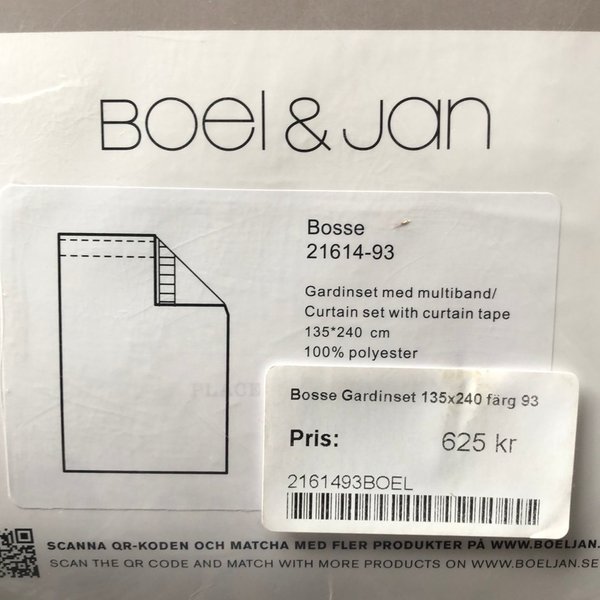 Boel & Jan
Bosse
21614-93
Gardinset med multiband/
Curtain set with curtain tape
135*240 cm
100% polyester
PLACE
Bosse Gardinset 135x240 färg 93
Pris: 625 kr
2161493BOEL
SCANNA QR-KODEN OCH MATCHA MED FLER PRODUKTER PÅ WWW.BOELJAN.
SCAN THE QR CODE AND MATCH WITH MORE PRODUCTS ON WWW.BOELJAN.SE